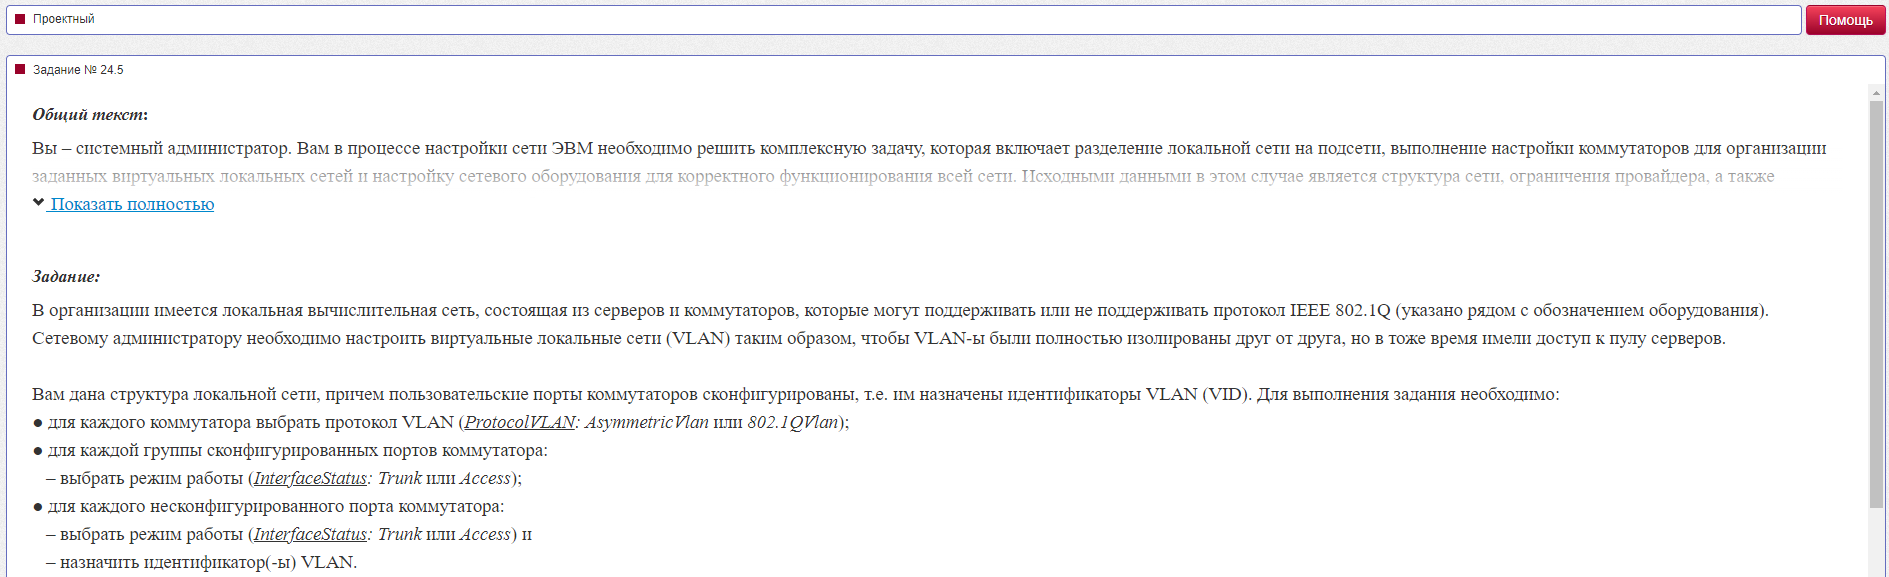 Проектный
Помощь
Задание № 24.5
Общий текст:
Вы – системный администратор. Вам в процессе настройки сети ЭВМ необходимо решить комплексную задачу, которая включает разделение локальной сети на подсети, выполнение настройки коммутаторов для организации
заданных виртуальных локальных сетей и настройку сетевого оборудования для корректного функционирования всей сети. Исходными данными в этом случае является структура сети, ограничения провайдера, а также
Показать полностью
Задание:
В организации имеется локальная вычислительная сеть, состоящая из серверов и коммутаторов, которые могут поддерживать или не поддерживать протокол IEEE 802.1Q (указано рядом с обозначением оборудования).
Сетевому администратору необходимо настроить виртуальные локальные сети (VLAN) таким образом, чтобы VLAN-ы были полностью изолированы друг от друга, но в тоже время имели доступ к пулу серверов.
Вам дана структура локальной сети, причем пользовательские порты коммутаторов сконфигурированы, т.е. им назначены идентификаторы VLAN (VID). Для выполнения задания необходимо:
● для каждого коммутатора выбрать протокол VLAN (ProtocolVLAN: AsymmetricVlan или 802.1QVlan);
● для каждой группы сконфигурированных портов коммутатора:
– выбрать режим работы (InterfaceStatus: Trunk или Access);
● для каждого несконфигурированного порта коммутатора:
– выбрать режим работы (InterfaceStatus: Trunk или Access) и
– назначить идентификатор(-ы) VLAN.